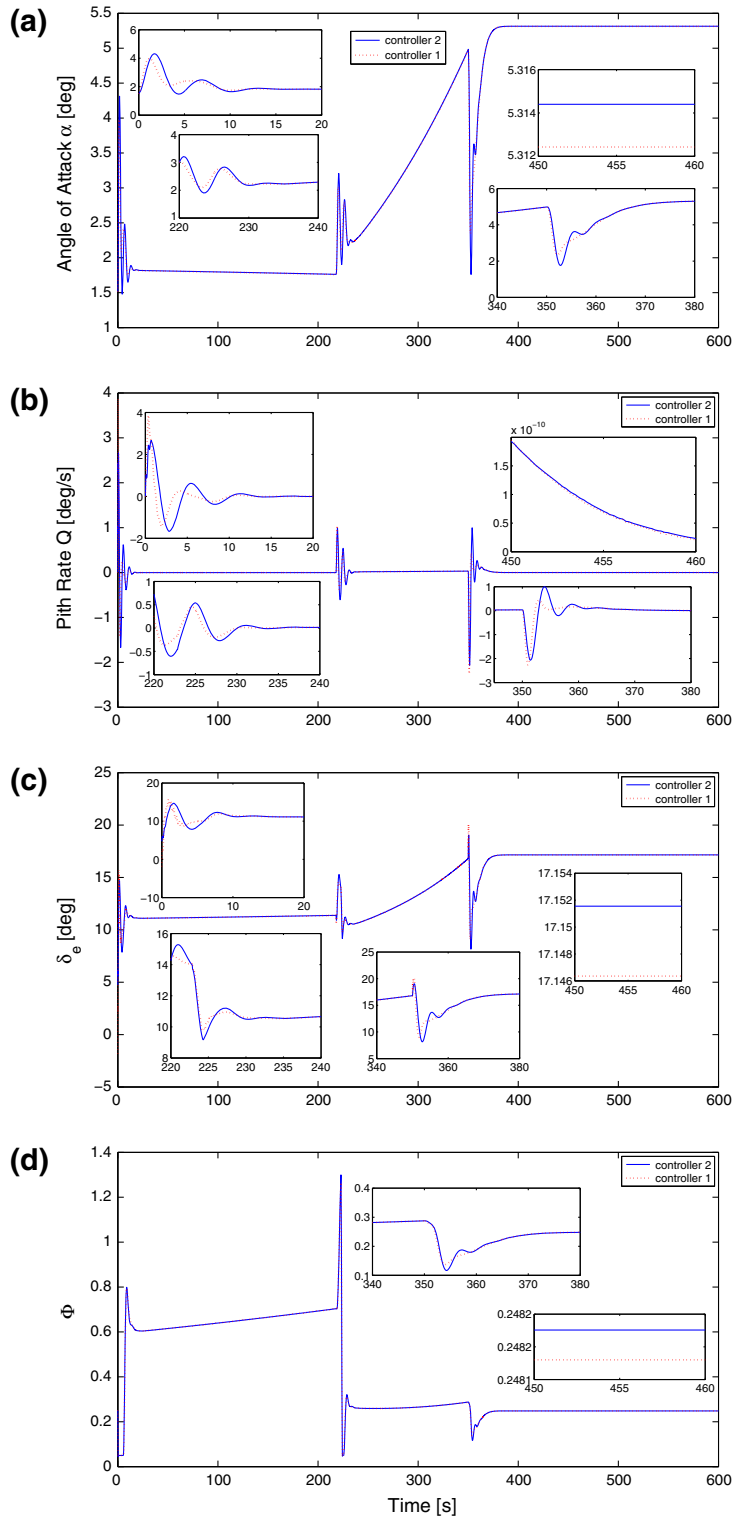 (a)
Angle of Attack α [deg]
6
5.5
5
4.5
4
3.5
3
2.5
2
1.5
1
0 100 200 300 400 500 600
controller 2
controller 1
6
4
2
0
0 5 10 15 20
4
3
2
1
220 230 240
5.316
5.314
5.312
450 455 460
6
4
2
0
340 350 360 370 380
(b)
Pith Rate Q [deg/s]
4
3
2
1
0
−1
−2
−3
0 100 200 300 400 500 600
controller 2
controller 1
4
2
0
−2
0 5 10 15 20
x 10−10
1.5
1
0.5
0
450 455 460
1
0.5
0
−0.5
−1
220 225 230 235 240
1
0
−1
−2
−3
350 360 370 380
(c)
δe [deg]
25
20
15
10
5
0
−5
0 100 200 300 400 500 600
controller 2
controller 1
20
10
0
−10
0 5 10 15 20
17.154
17.152
17.15
17.148
17.146
450 455 460
16
14
12
10
8
220 225 230 235 240
25
20
15
10
5
340 350 360 370 380
(d)
Φ
1.4
1.2
1
0.8
0.6
0.4
0.2
0
0 100 200 300 400 500 600
controller 2
controller 1
0.4
0.3
0.2
0.1
340 350 360 370 380
0.2482
0.2482
0.2481
450 455 460
Time [s]